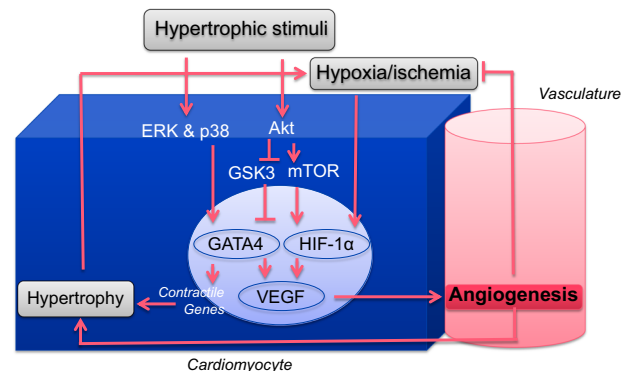 Hypertrophic stimuli
Hypoxia/ischemia
Vasculature
ERK & p38
Akt
GSK3
mTOR
GATA4
HIF-1α
Contractile
Genes
VEGF
Hypertrophy
Angiogenesis
Cardiomyocyte